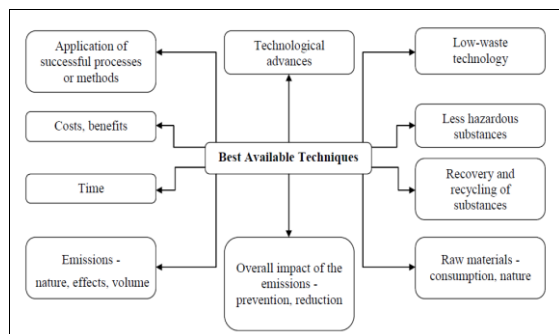 Application of
successful processes
or methods
Technological
advances
Low-waste
technology
Costs, benefits
Less hazardous
substances
Best Available Techniques
Time
Recovery and
recycling of
substances
Emissions -
nature, effects, volume
Overall impact of the
emissions -
prevention, reduction
Raw materials -
consumption, nature